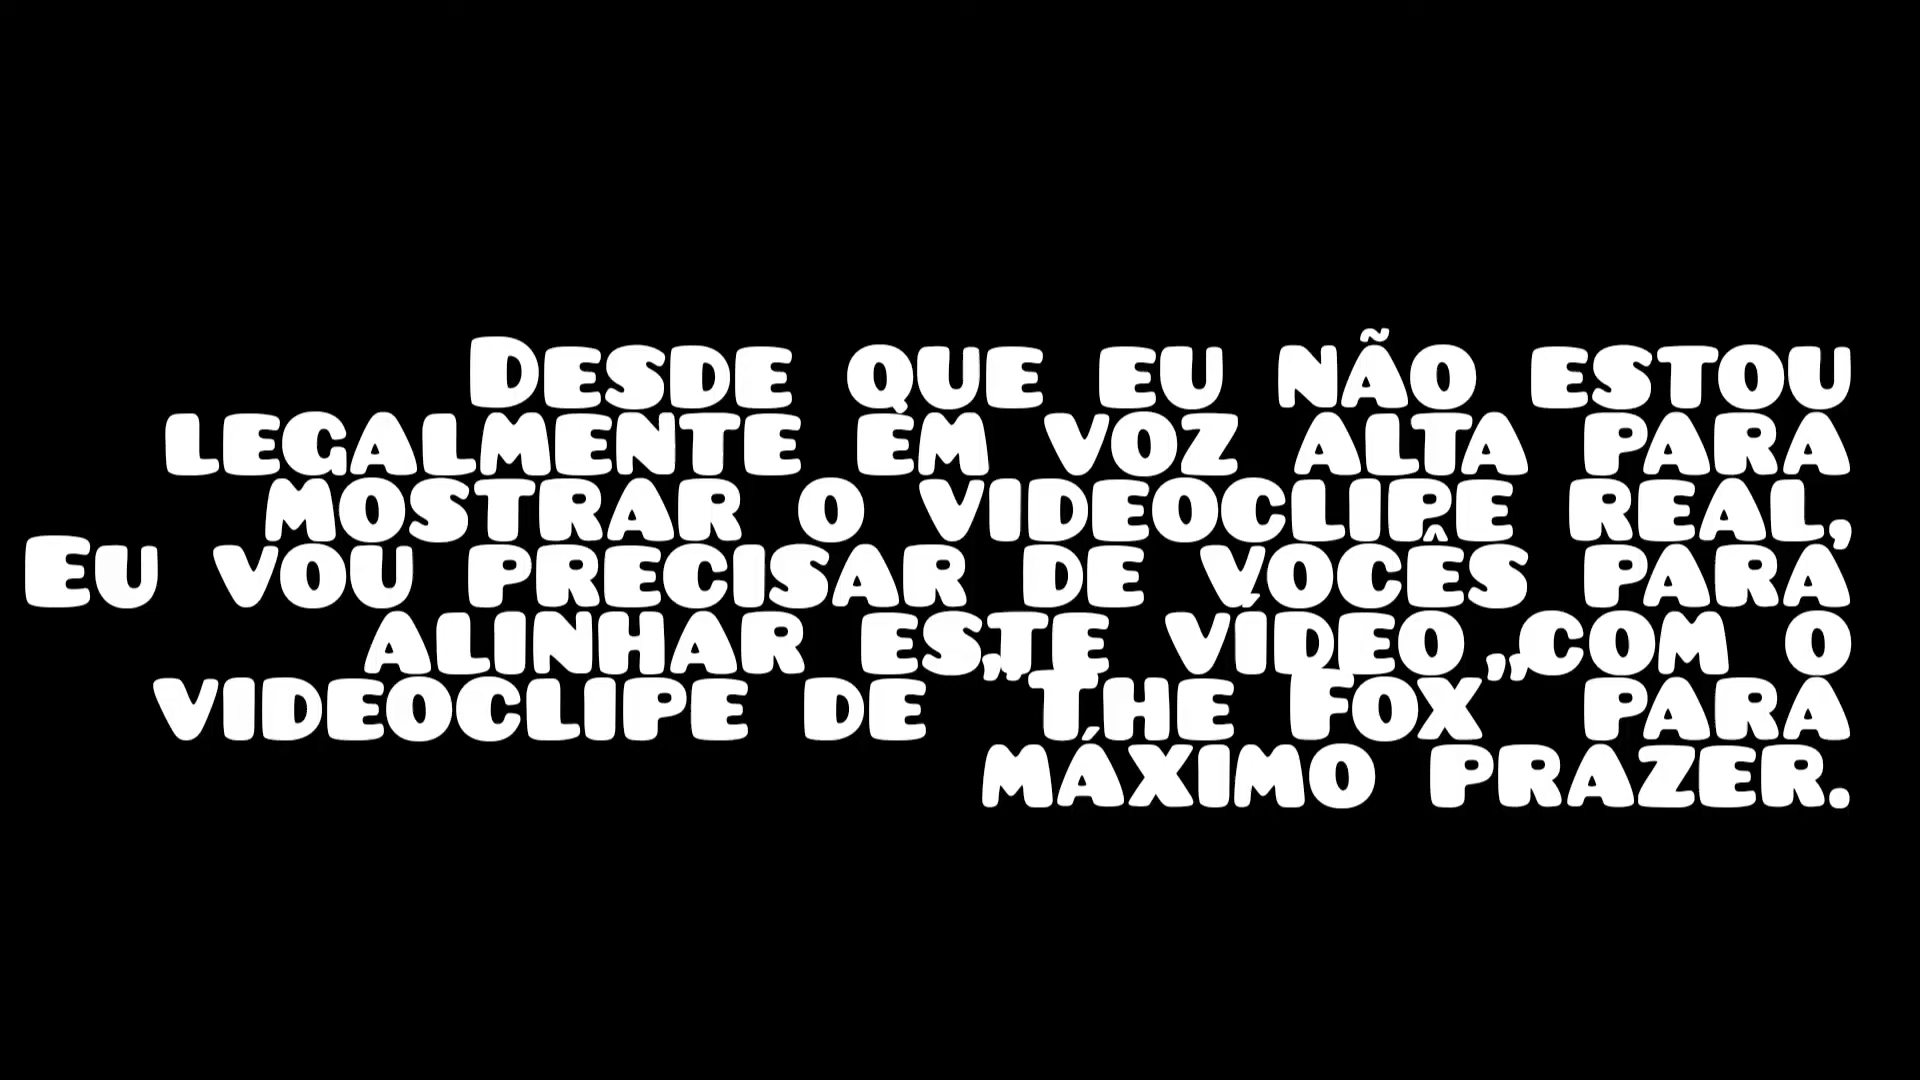 Desde que eu não estou
legalmente em voz alta para
mostrar o videoclipe real,
Eu vou precisar de vocês para
alinhar este vídeo com o
videoclipe de "The Fox" para
máximo prazer.